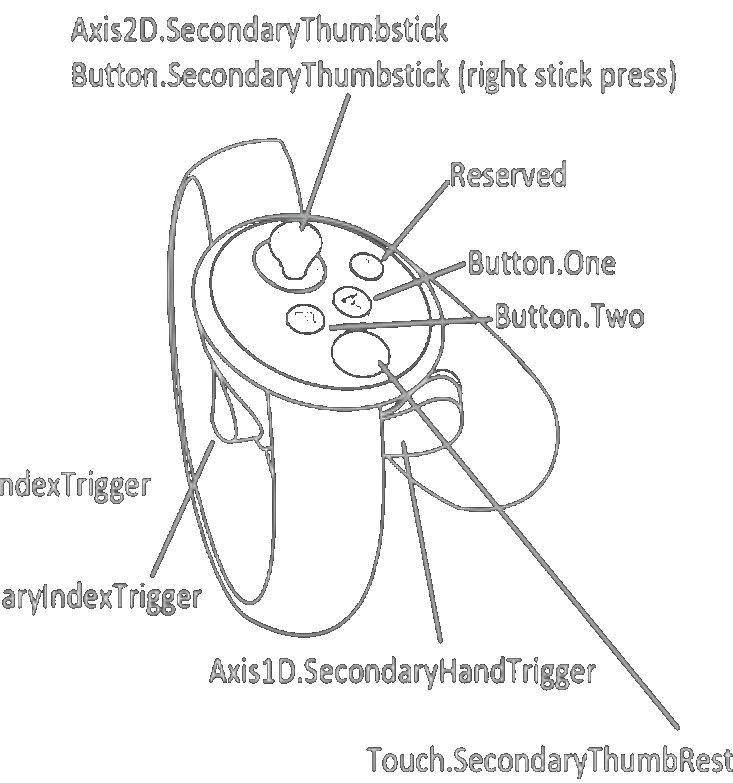 Axis2D.SecondaryThumbstick
Button.SecondaryThumbstick (right stick press)
Reserved
Button.One
Button.Two
ndexTrigger
aryIndexTrigger
Axis1D.SecondaryHandTrigger
Touch.SecondaryThumbRest